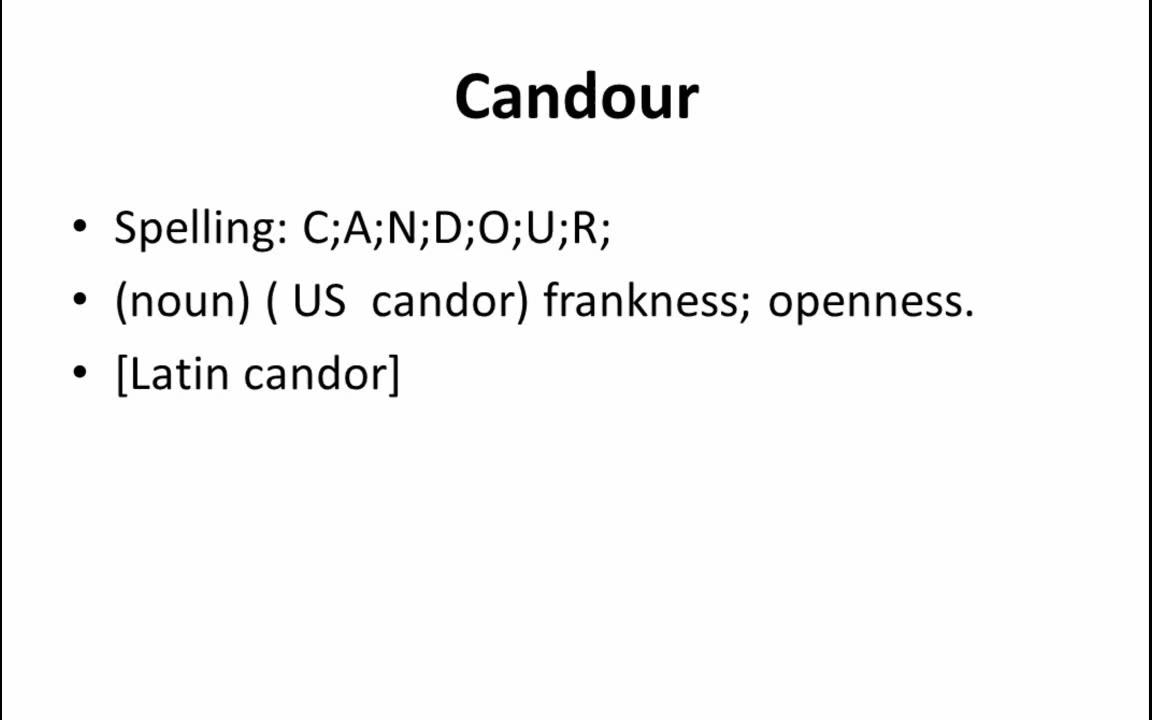 Candour
• Spelling: C;A;N;D;O;U;R;
• (noun) ( US  candor) frankness; openness.
• [Latin candor]